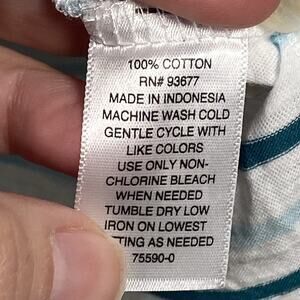 100% COTTON
RN# 93677
MADE IN INDONESIA
MACHINE WASH COLD
GENTLE CYCLE WITH
LIKE COLORS
USE ONLY NON-
CHLORINE BLEACH
WHEN NEEDED
TUMBLE DRY LOW
IRON ON LOWEST
AS NEEDED
75590-0